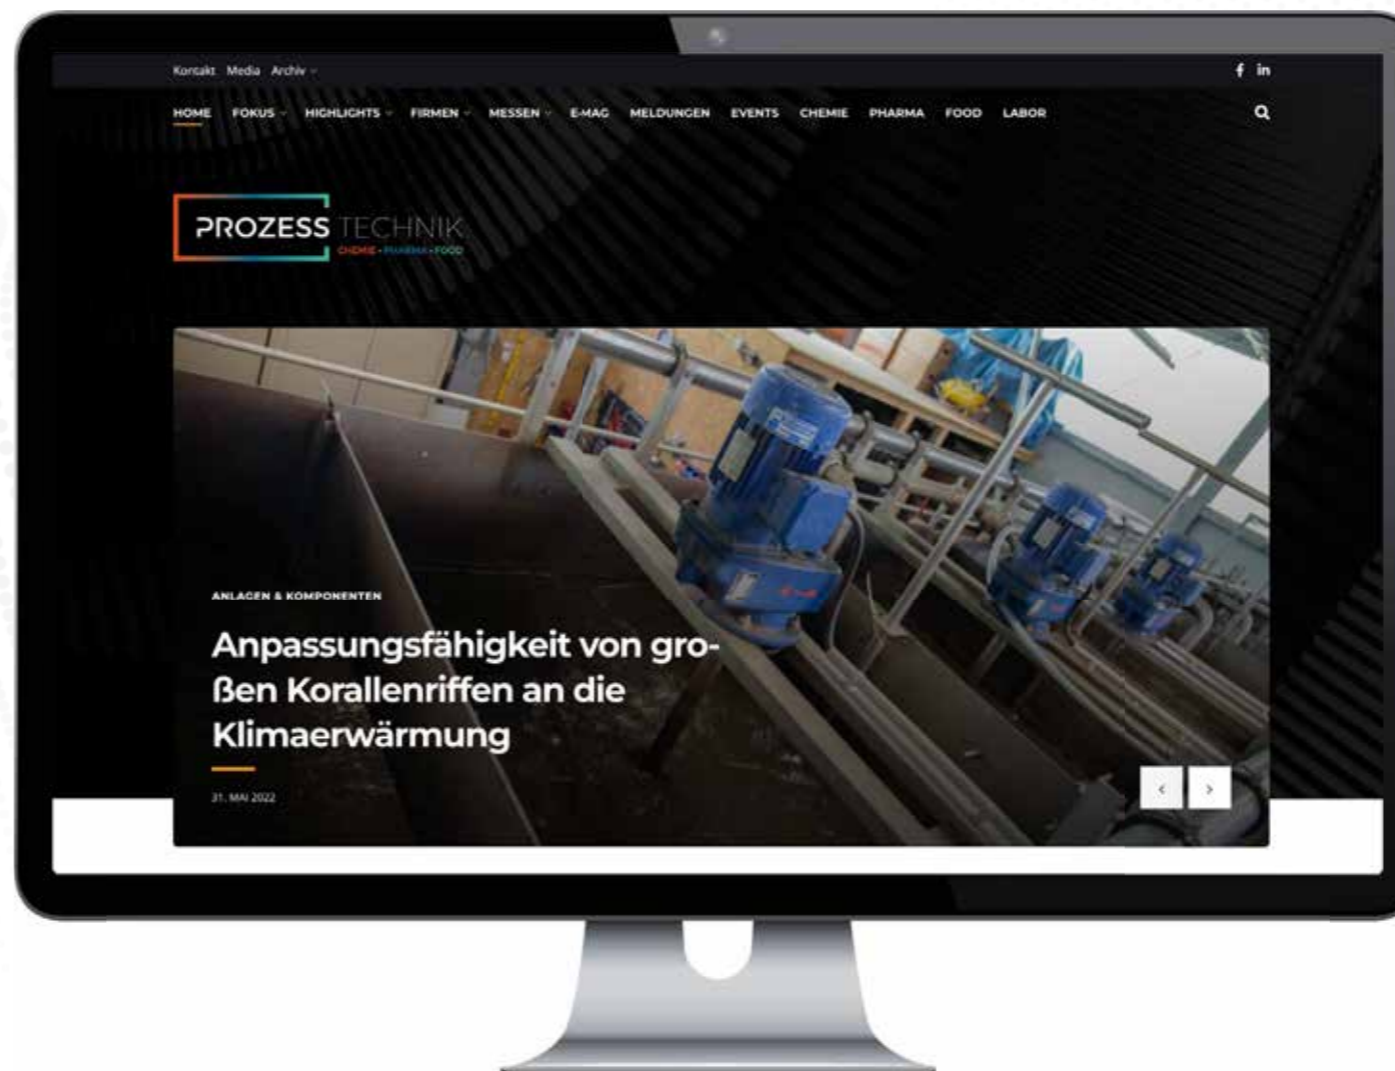 Kontakt Media Archiv
f in
HOME FOKUS HIGHLIGHTS FIRMEN MESSEN E-MAG MELDUNGEN EVENTS CHEMIE PHARMA FOOD LABOR
PROZESS TECHNIK
CHEMIE • PHARMA • FOOD
ANLAGEN & KOMPONENTEN
Anpassungsfähigkeit von gro-
ßen Korallenriffen an die
Klimaerwärmung
31. MAI 2022